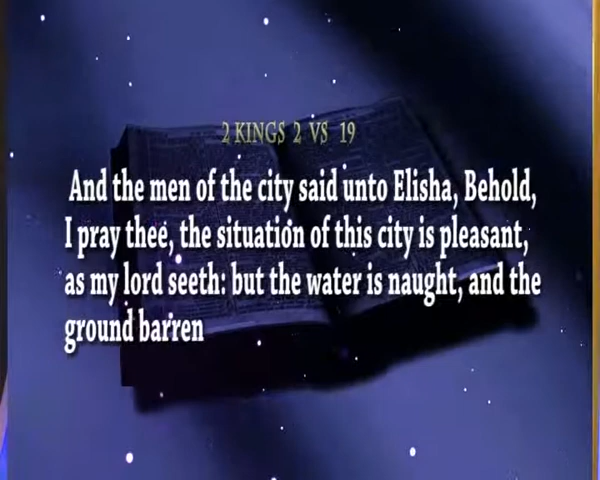 2 KINGS 2 VS 19
And the men of the city said unto Elisha, Behold,
I pray thee, the situation of this city is pleasant,
as my lord seeth: but the water is naught, and the
ground barren